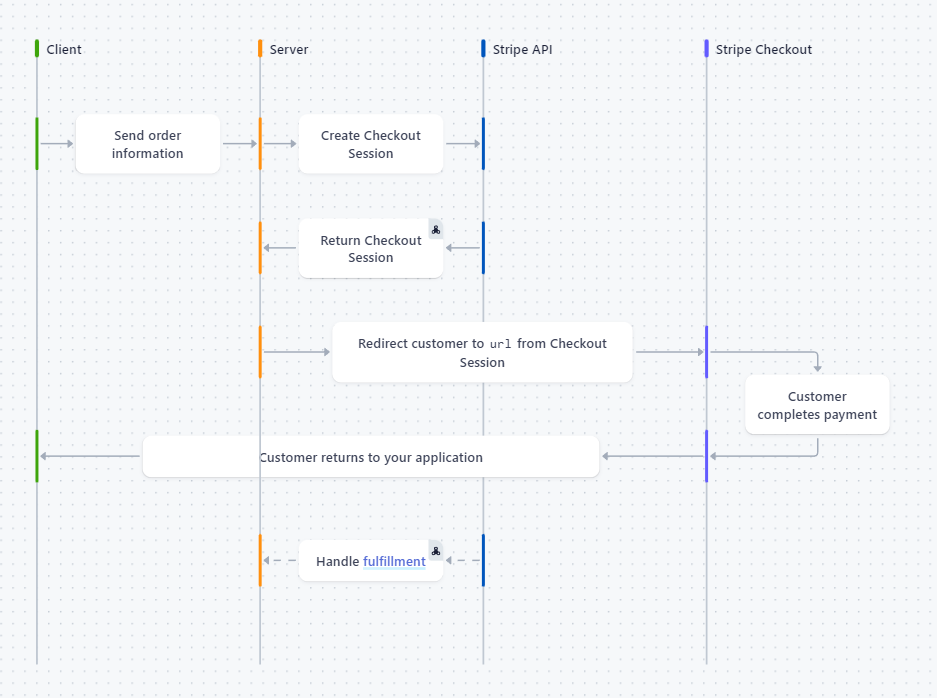 Client
Server
Stripe API
Stripe Checkout
Send order
information
Create Checkout
Session
Return Checkout
Session
Redirect customer to url from Checkout
Session
Customer
completes payment
Customer returns to your application
Handle fulfillment